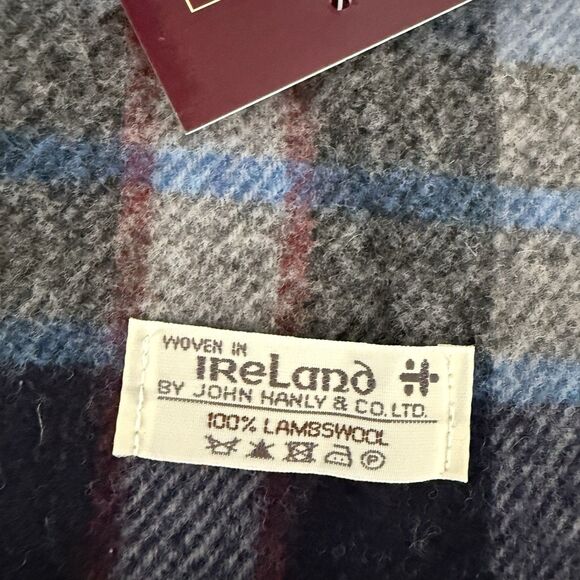 WOVEN IN
IRELAND
BY JOHN HANLY & CO. LTD.
100% LAMBSWOOL
P